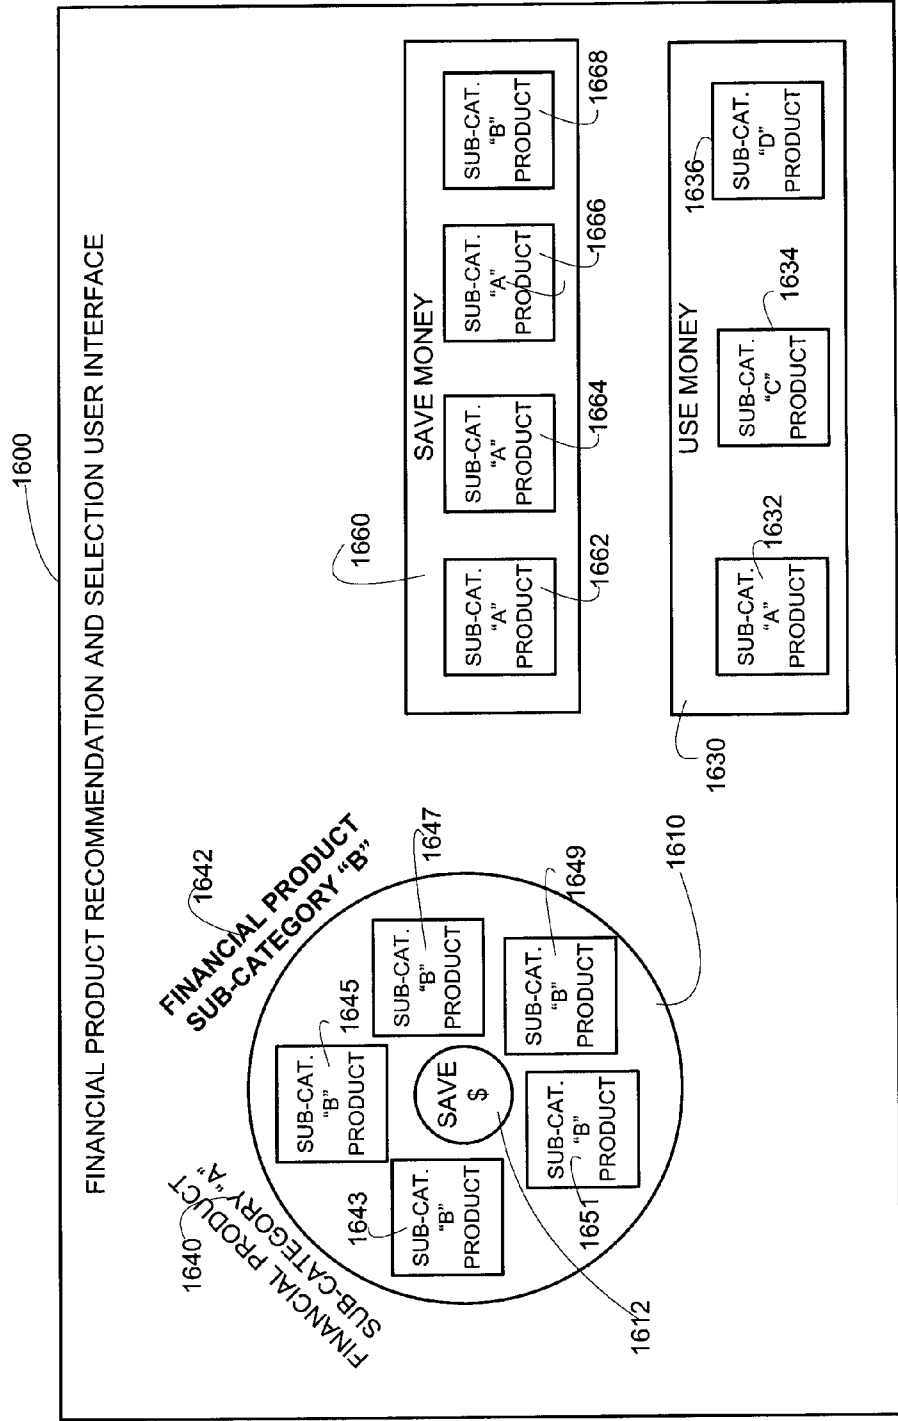 1600
FINANCIAL PRODUCT RECOMMENDATION AND SELECTION USER INTERFACE
1640
FINANCIAL PRODUCT
SUB-CATEGORY "A"
1642
FINANCIAL PRODUCT
SUB-CATEGORY "B"
1643
SUB-CAT.
"B"
PRODUCT
SUB-CAT.
"B"
PRODUCT
1645
SUB-CAT.
"B"
PRODUCT
1647
SUB-CAT.
"B"
PRODUCT
1649
SUB-CAT.
"B"
PRODUCT
1651
SAVE
$
1612
1610
1660
SAVE MONEY
SUB-CAT.
"A"
PRODUCT
1662
SUB-CAT.
"A"
PRODUCT
1664
SUB-CAT.
"A"
PRODUCT
1666
SUB-CAT.
"B"
PRODUCT
1668
1630
USE MONEY
SUB-CAT.
"A"
PRODUCT
1632
SUB-CAT.
"C"
PRODUCT
1634
SUB-CAT.
"D"
PRODUCT
1636